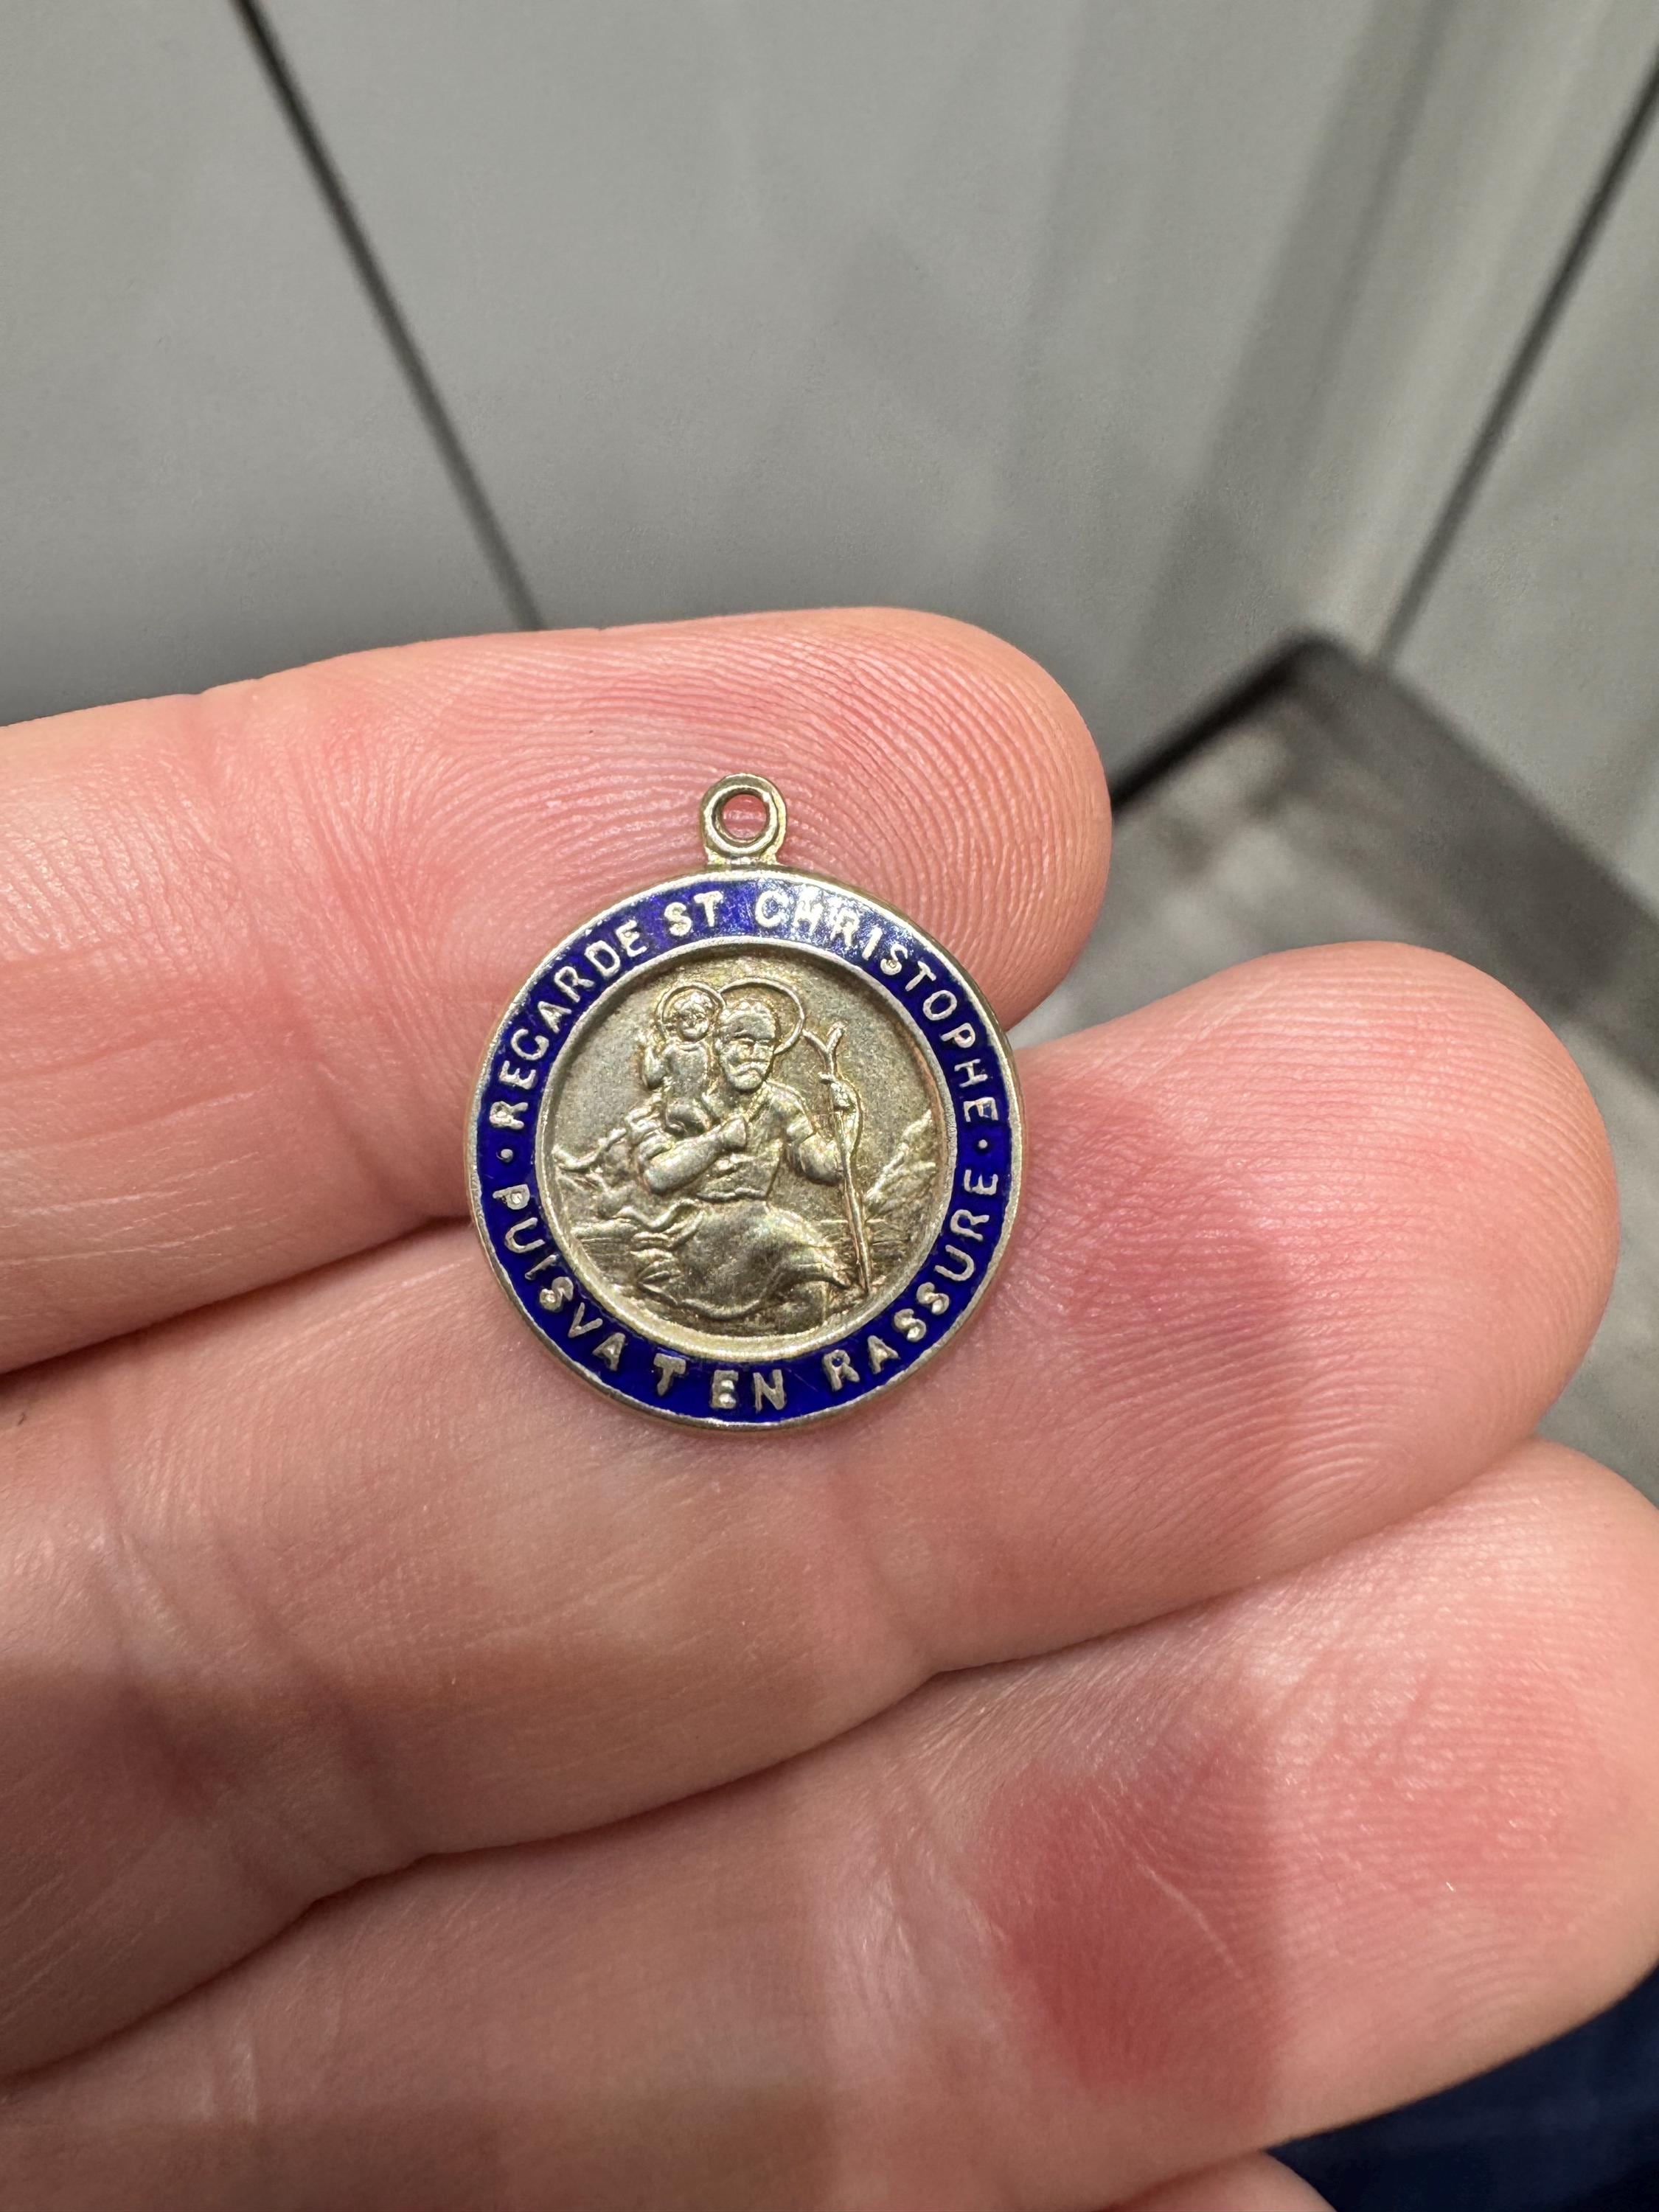 · REGARDE ST CHRISTOPHE ·
PUIS VA T EN RASSURE